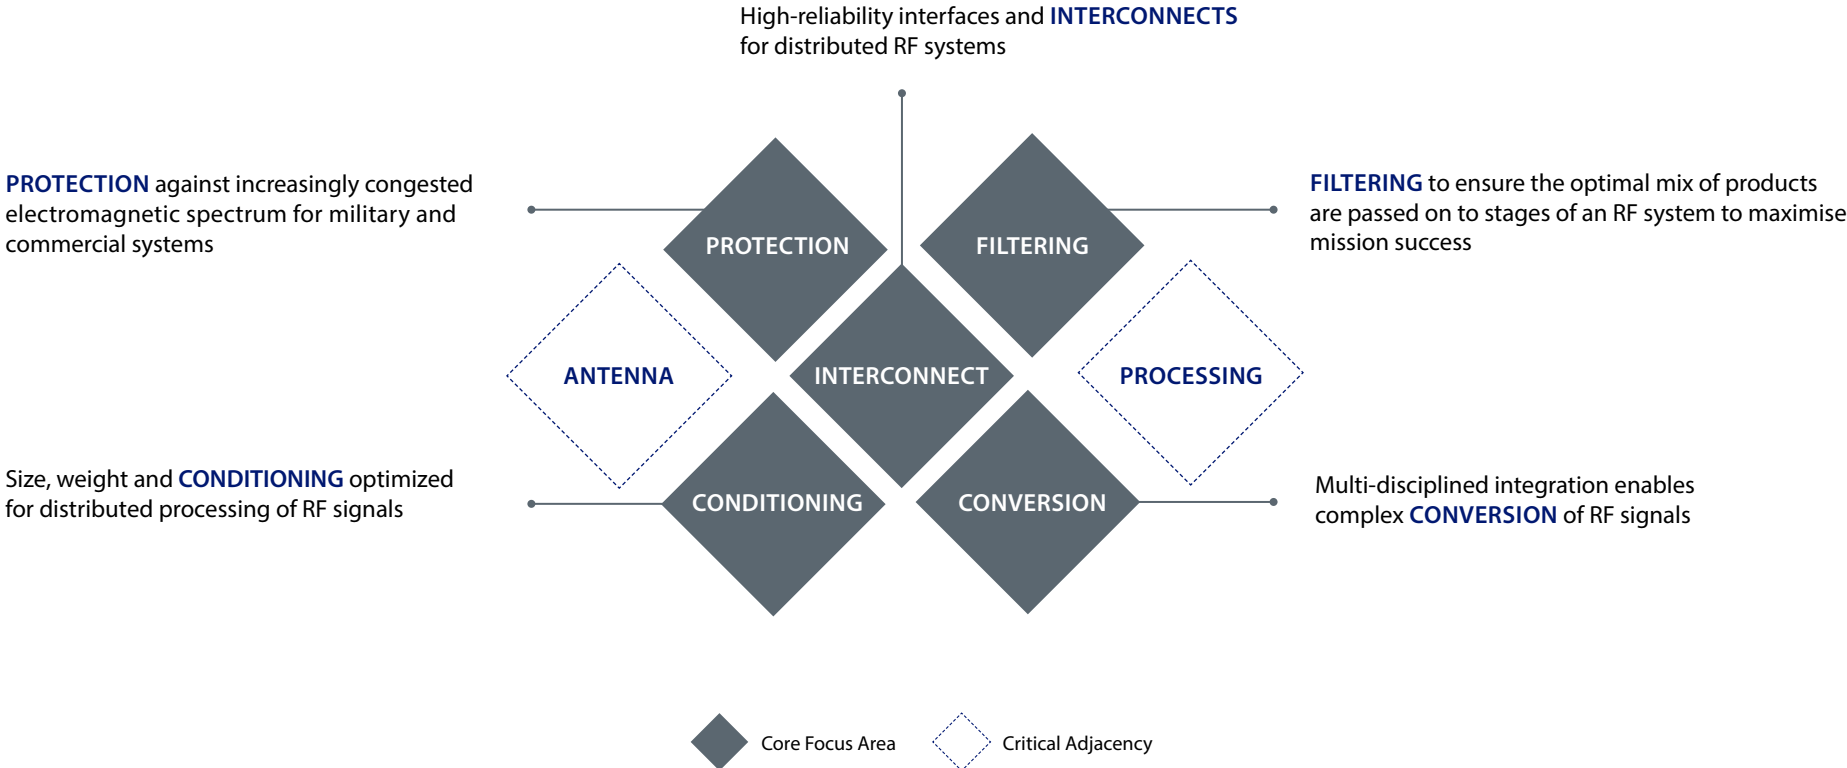 High-reliability interfaces and INTERCONNECTS
for distributed RF systems
PROTECTION against increasingly congested
electromagnetic spectrum for military and
commercial systems
FILTERING to ensure the optimal mix of products
are passed on to stages of an RF system to maximise
mission success
PROTECTION
FILTERING
ANTENNA
INTERCONNECT
PROCESSING
Size, weight and CONDITIONING optimized
for distributed processing of RF signals
CONDITIONING
CONVERSION
Multi-disciplined integration enables
complex CONVERSION of RF signals
Core Focus Area
Critical Adjacency